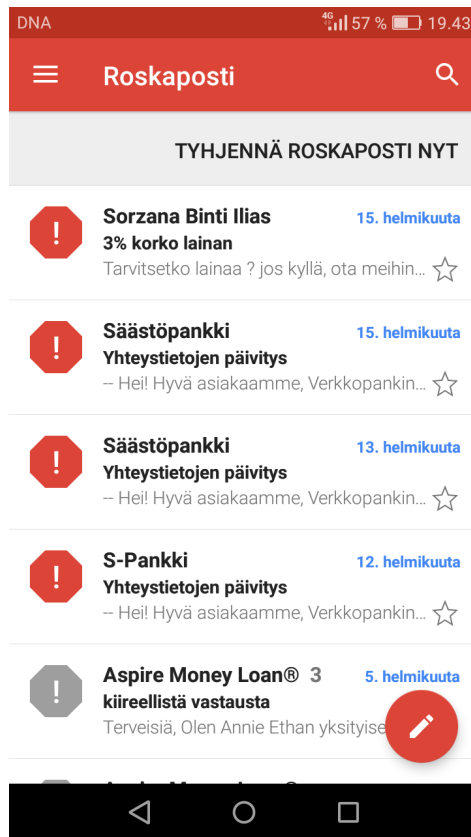 DNA 4G 57 % 19.43
Roskaposti
TYHJENNÄ ROSKAPOSTI NYT
Sorzana Binti Ilias 15. helmikuuta
3% korko lainan
Tarvitsetko lainaa ? jos kyllä, ota meihin...
Säästöpankki 15. helmikuuta
Yhteystietojen päivitys
-- Hei! Hyvä asiakaamme, Verkkopankin...
Säästöpankki 13. helmikuuta
Yhteystietojen päivitys
-- Hei! Hyvä asiakaamme, Verkkopankin...
S-Pankki 12. helmikuuta
Yhteystietojen päivitys
-- Hei! Hyvä asiakaamme, Verkkopankin...
Aspire Money Loan® 3 5. helmikuuta
kiireellistä vastausta
Terveisiä, Olen Annie Ethan yksityise